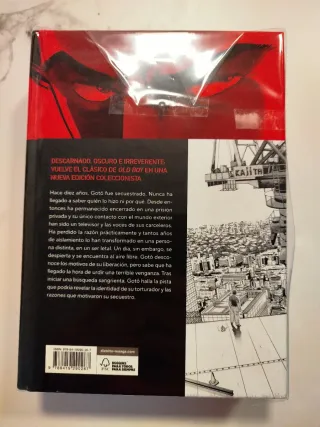 DESCARNADO, OSCURO E IRREVERENTE:
VUELVE EL CLÁSICO DE OLD BOY EN UNA
NUEVA EDICIÓN COLECCIONISTA
Hace diez años, Gotô fue secuestrado. Nunca ha
llegado a saber quién lo hizo ni por qué. Desde en-
tonces ha permanecido encerrado en una prisión
privada y su único contacto con el mundo exterior
han sido un televisor y las voces de sus carceleros.
Ha perdido la razón prácticamente y tantos años
de aislamiento lo han transformado en una perso-
na distinta, en un ser letal. Un día, sin embargo, se
despierta y se encuentra al aire libre. Gotô desco-
noce los motivos de su liberación, pero sabe que ha
llegado la hora de urdir una terrible venganza. Tras
iniciar una búsqueda sangrienta, Gotô halla la pista
que podría revelar la identidad de su torturador y las
razones que motivaron su secuestro.
FSC